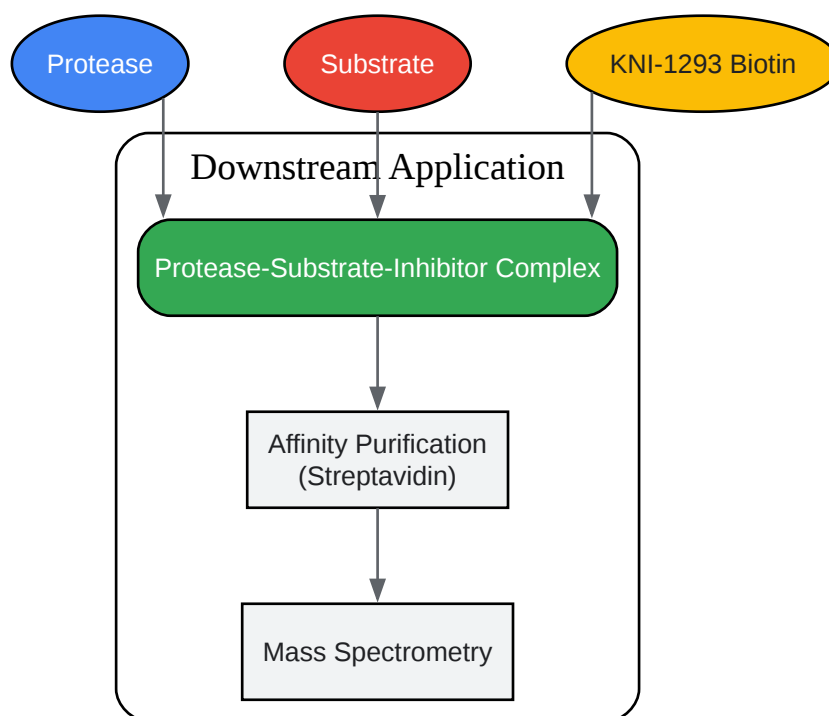 Protease
Substrate
KNI-1293 Biotin
Downstream Application
Protease-Substrate-Inhibitor Complex
Affinity Purification
(Streptavidin)
Mass Spectrometry